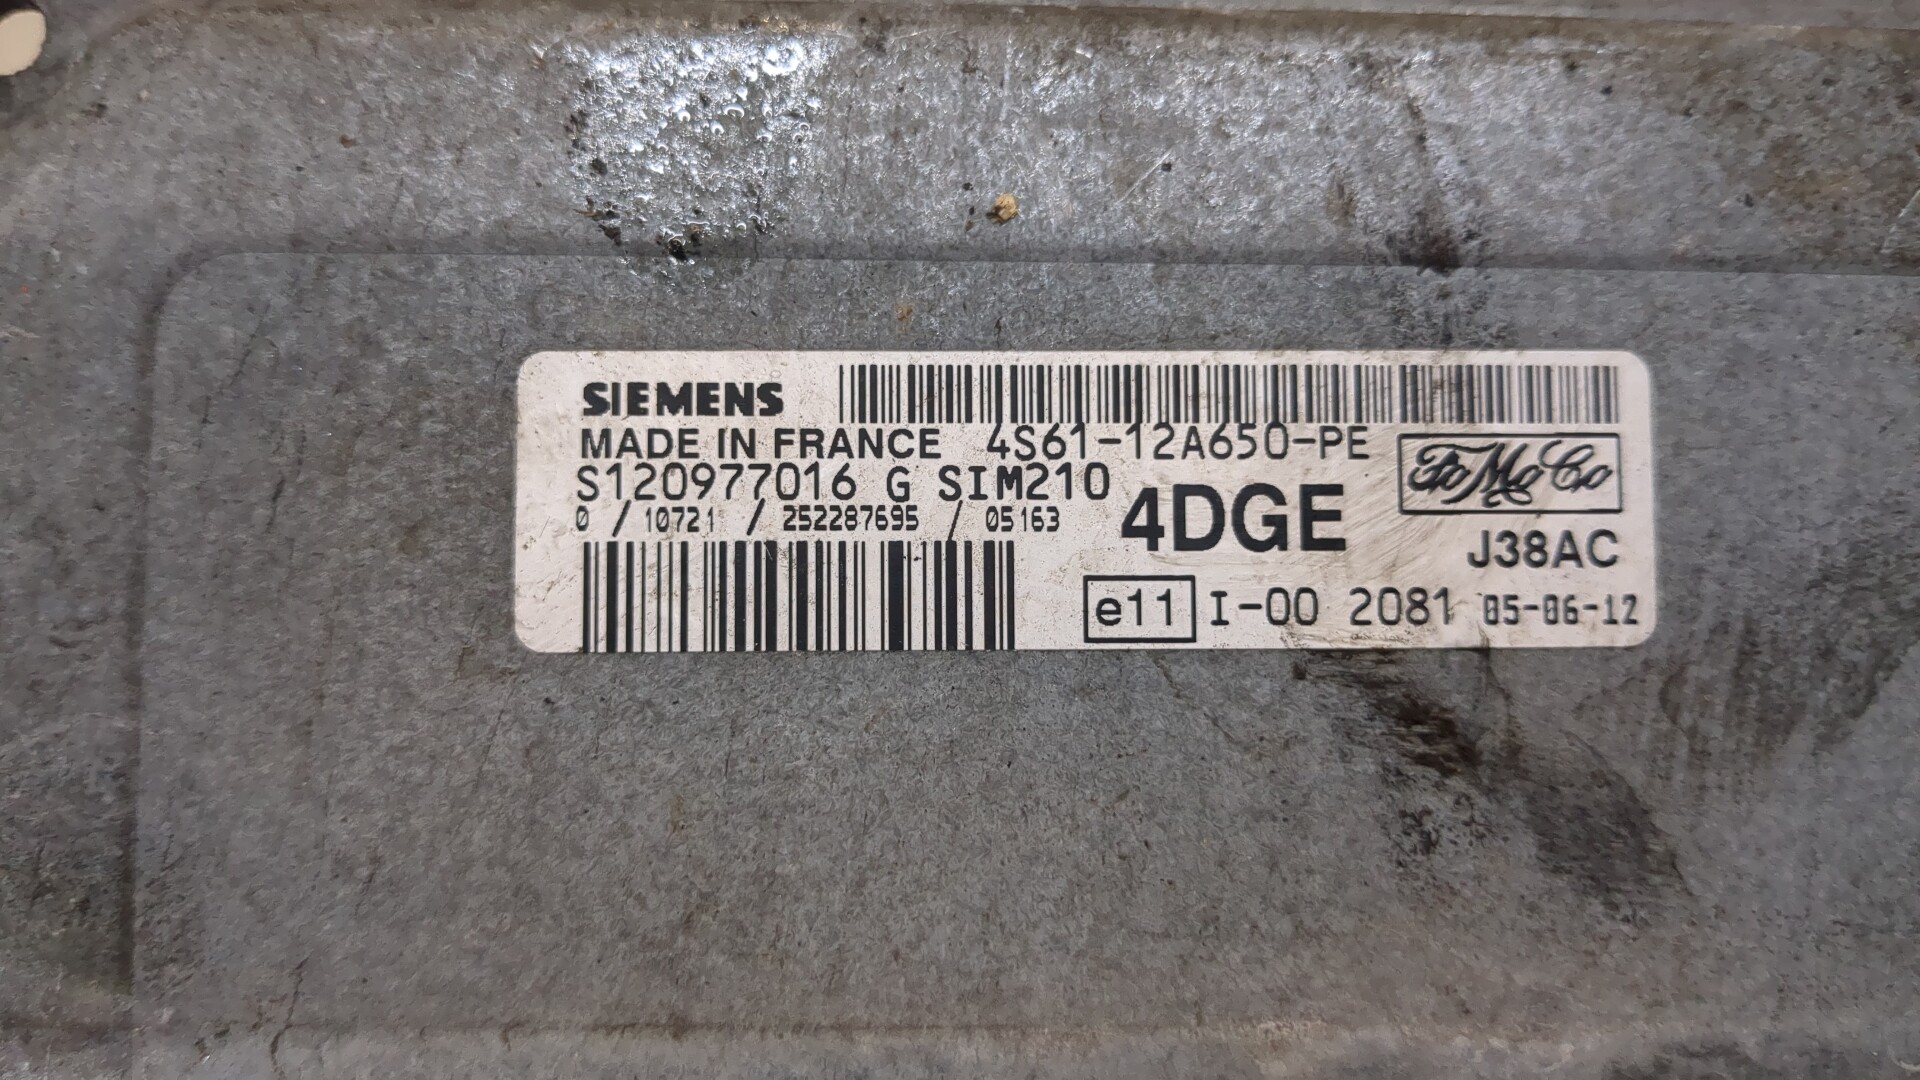 SIEMENS
MADE IN FRANCE 4S61-12A650-PE
S120977016 G SIM210
FoMoCo
0 / 10721 / 252287695 / 05163
4DGE
J38AC
e11 I-00 2081 05-06-12